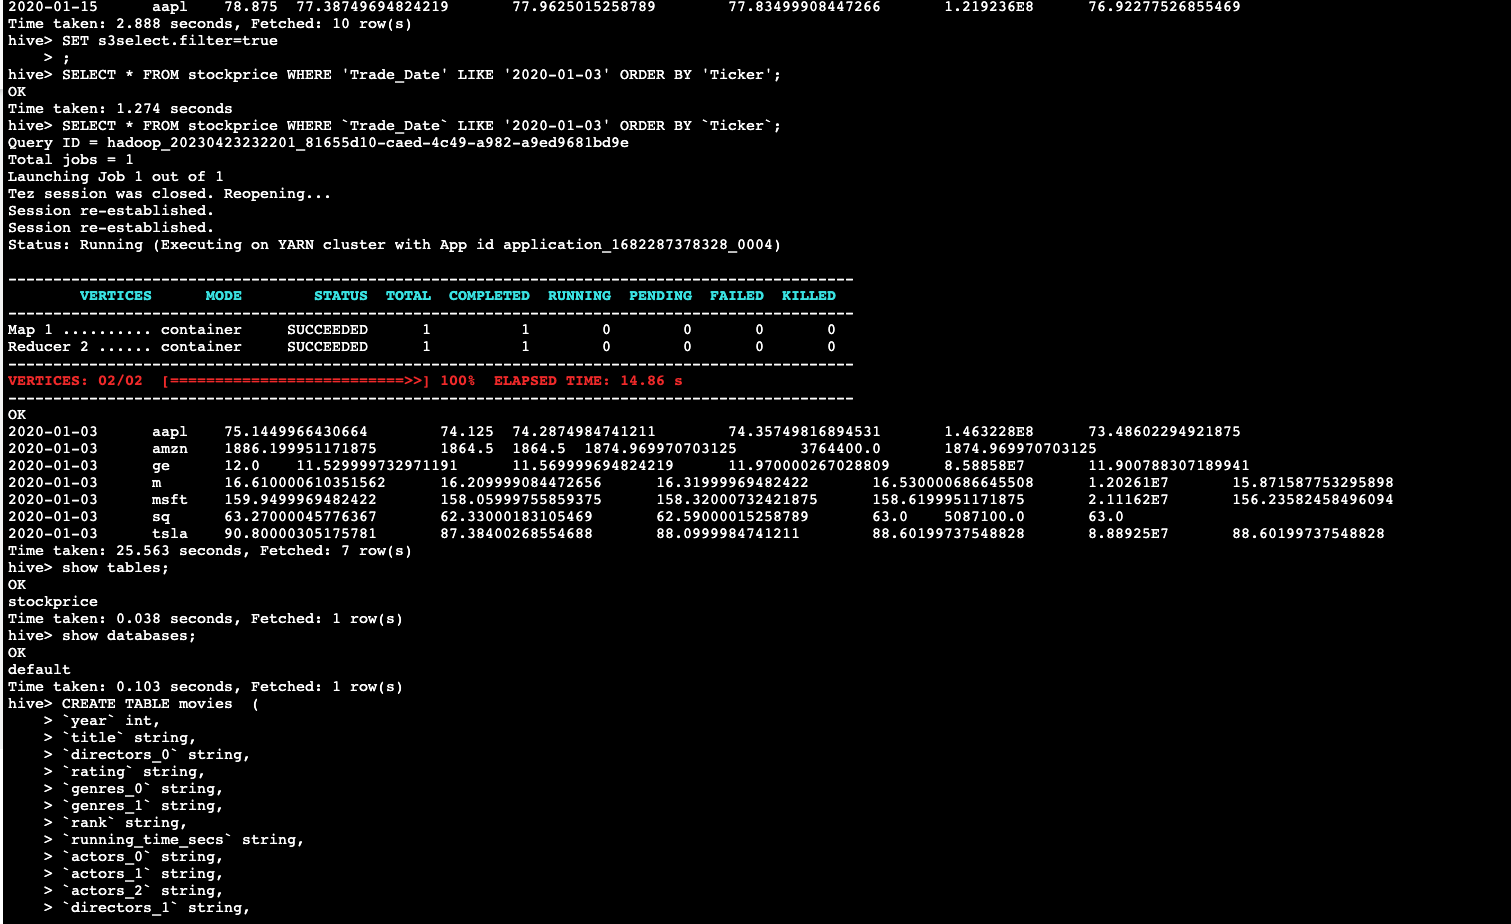 2020-01-15      aapl    78.875  77.38749694824219       77.9625015258789        77.83499908447266       1.219236E8      76.92277526855469
Time taken: 2.888 seconds, Fetched: 10 row(s)
hive> SET s3select.filter=true
    > ;
hive> SELECT * FROM stockprice WHERE 'Trade_Date' LIKE '2020-01-03' ORDER BY 'Ticker';
OK
Time taken: 1.274 seconds
hive> SELECT * FROM stockprice WHERE `Trade_Date` LIKE '2020-01-03' ORDER BY `Ticker`;
Query ID = hadoop_20230423232201_81655d10-caed-4c49-a982-a9ed9681bd9e
Total jobs = 1
Launching Job 1 out of 1
Tez session was closed. Reopening...
Session re-established.
Session re-established.
Status: Running (Executing on YARN cluster with App id application_1682287378328_0004)
----------------------------------------------------------------------------------------------
        VERTICES      MODE        STATUS  TOTAL  COMPLETED  RUNNING  PENDING  FAILED  KILLED
----------------------------------------------------------------------------------------------
Map 1 .......... container     SUCCEEDED      1          1        0        0       0       0
Reducer 2 ...... container     SUCCEEDED      1          1        0        0       0       0
----------------------------------------------------------------------------------------------
VERTICES: 02/02  [==========================>>] 100%  ELAPSED TIME: 14.86 s
----------------------------------------------------------------------------------------------
OK
2020-01-03      aapl    75.1449966430664        74.125  74.2874984741211        74.35749816894531       1.463228E8      73.48602294921875
2020-01-03      amzn    1886.199951171875       1864.5  1864.5  1874.969970703125       3764400.0       1874.969970703125
2020-01-03      ge      12.0    11.529999732971191      11.569999694824219      11.970000267028809      8.58858E7       11.900788307189941
2020-01-03      m       16.610000610351562      16.209999084472656      16.31999969482422       16.530000686645508      1.20261E7       15.871587753295898
2020-01-03      msft    159.9499969482422       158.05999755859375      158.32000732421875      158.6199951171875       2.11162E7       156.23582458496094
2020-01-03      sq      63.27000045776367       62.33000183105469       62.59000015258789       63.0    5087100.0       63.0
2020-01-03      tsla    90.80000305175781       87.38400268554688       88.0999984741211        88.60199737548828       8.88925E7       88.60199737548828
Time taken: 25.563 seconds, Fetched: 7 row(s)
hive> show tables;
OK
stockprice
Time taken: 0.038 seconds, Fetched: 1 row(s)
hive> show databases;
OK
default
Time taken: 0.103 seconds, Fetched: 1 row(s)
hive> CREATE TABLE movies  (
    > `year` int,
    > `title` string,
    > `directors_0` string,
    > `rating` string,
    > `genres_0` string,
    > `genres_1` string,
    > `rank` string,
    > `running_time_secs` string,
    > `actors_0` string,
    > `actors_1` string,
    > `actors_2` string,
    > `directors_1` string,